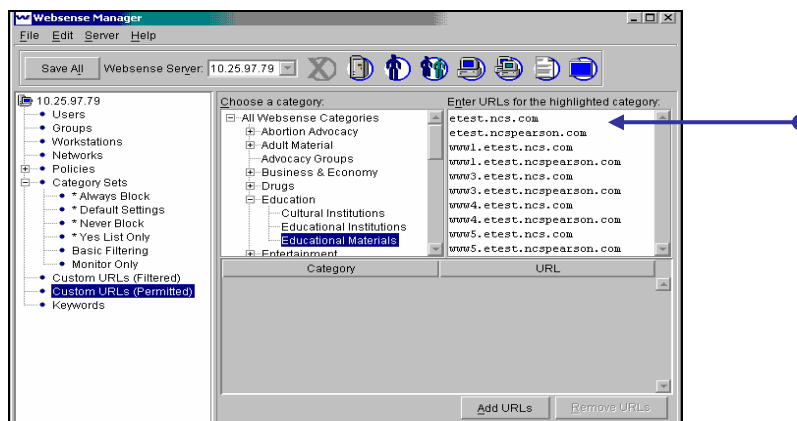 Websense Manager
File Edit Server Help
Save All Websense Server: 10.25.97.79
10.25.97.79
Users
Groups
Workstations
Networks
Policies
Category Sets
* Always Block
* Default Settings
* Never Block
* Yes List Only
Basic Filtering
Monitor Only
Custom URLs (Filtered)
Custom URLs (Permitted)
Keywords
Choose a category:
All Websense Categories
Abortion Advocacy
Adult Material
Advocacy Groups
Business & Economy
Drugs
Education
Cultural Institutions
Educational Institutions
Educational Materials
Entertainment
Enter URLs for the highlighted category:
etest.ncs.com
etest.ncspearson.com
www1.etest.ncs.com
www1.etest.ncspearson.com
www3.etest.ncs.com
www3.etest.ncspearson.com
www4.etest.ncs.com
www4.etest.ncspearson.com
www5.etest.ncs.com
www5.etest.ncspearson.com
Category URL
Add URLs Remove URLs